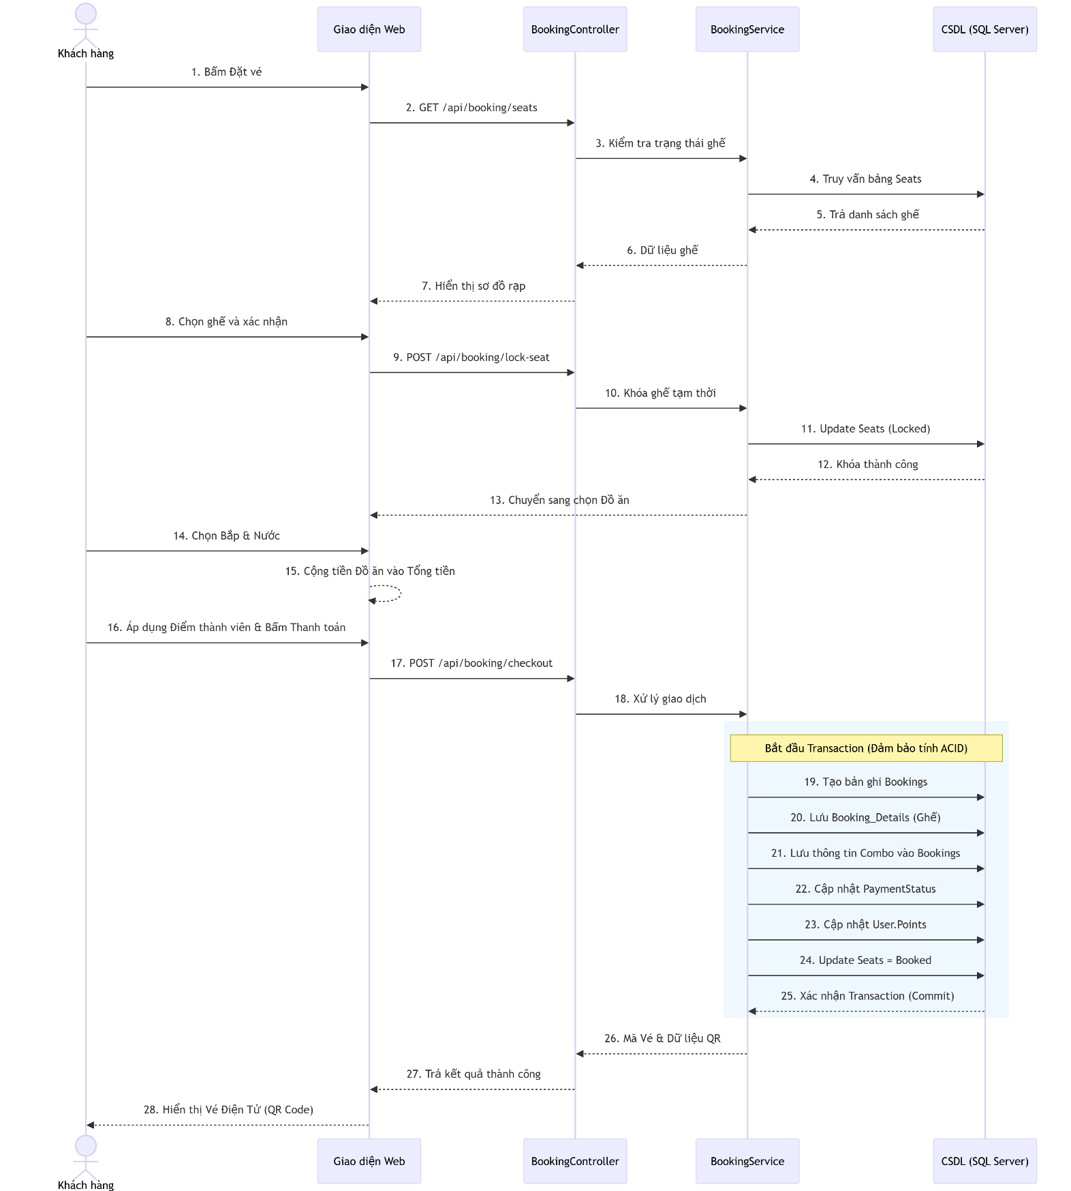 Khách hàng
Giao diện Web
BookingController
BookingService
CSDL (SQL Server)
1. Bấm Đặt vé
2. GET /api/booking/seats
3. Kiểm tra trạng thái ghế
4. Truy vấn bảng Seats
5. Trả danh sách ghế
6. Dữ liệu ghế
7. Hiển thị sơ đồ rạp
8. Chọn ghế và xác nhận
9. POST /api/booking/lock-seat
10. Khóa ghế tạm thời
11. Update Seats (Locked)
12. Khóa thành công
13. Chuyển sang chọn Đồ ăn
14. Chọn Bắp & Nước
15. Cộng tiền Đồ ăn vào Tổng tiền
16. Áp dụng Điểm thành viên & Bấm Thanh toán
17. POST /api/booking/checkout
18. Xử lý giao dịch
Bắt đầu Transaction (Đảm bảo tính ACID)
19. Tạo bản ghi Bookings
20. Lưu Booking_Details (Ghế)
21. Lưu thông tin Combo vào Bookings
22. Cập nhật PaymentStatus
23. Cập nhật User.Points
24. Update Seats = Booked
25. Xác nhận Transaction (Commit)
26. Mã Vé & Dữ liệu QR
27. Trả kết quả thành công
28. Hiển thị Vé Điện Tử (QR Code)
Khách hàng
Giao diện Web
BookingController
BookingService
CSDL (SQL Server)